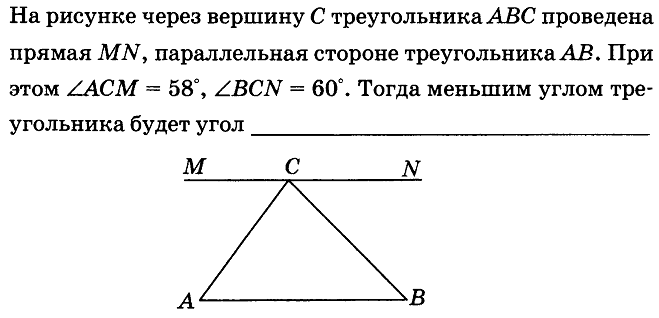 На рисунке через вершину C треугольника ABC проведена
прямая MN, параллельная стороне треугольника AB. При
этом ∠ACM = 58°, ∠BCN = 60°. Тогда меньшим углом тре-
угольника будет угол ______________________________
M C N
A B